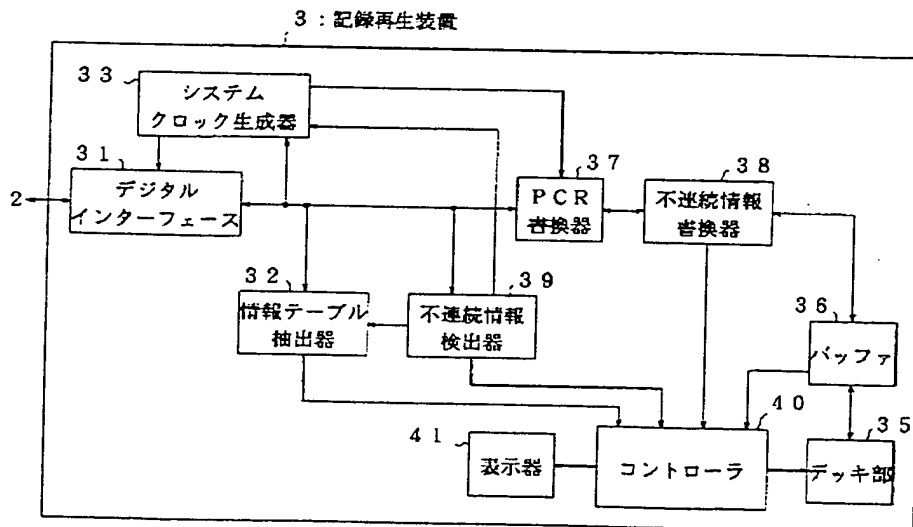 3：記録再生装置
33
システム
クロック生成器
31
デジタル
インターフェース
2
37
PCR
書換器
38
不連続情報
書換器
32
情報テーブル
抽出器
39
不連続情報
検出器
36
バッファ
40
コントローラ
41
表示器
35
デッキ部